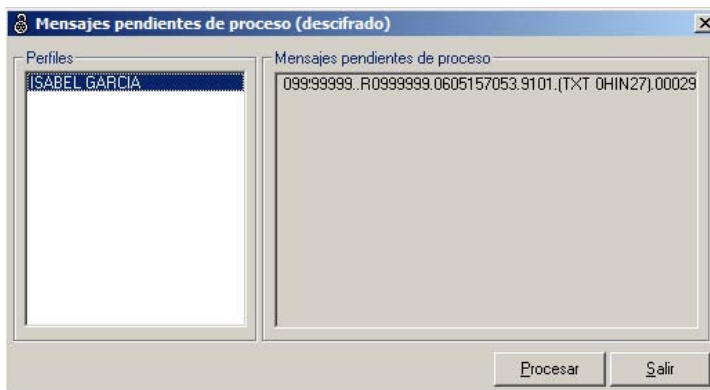 Mensajes pendientes de proceso (descifrado)
Perfiles
ISABEL GARCIA
Mensajes pendientes de proceso
099:99999..R0999999.0605157053.9101.(TXT 0HIN27).00029
Procesar
Salir